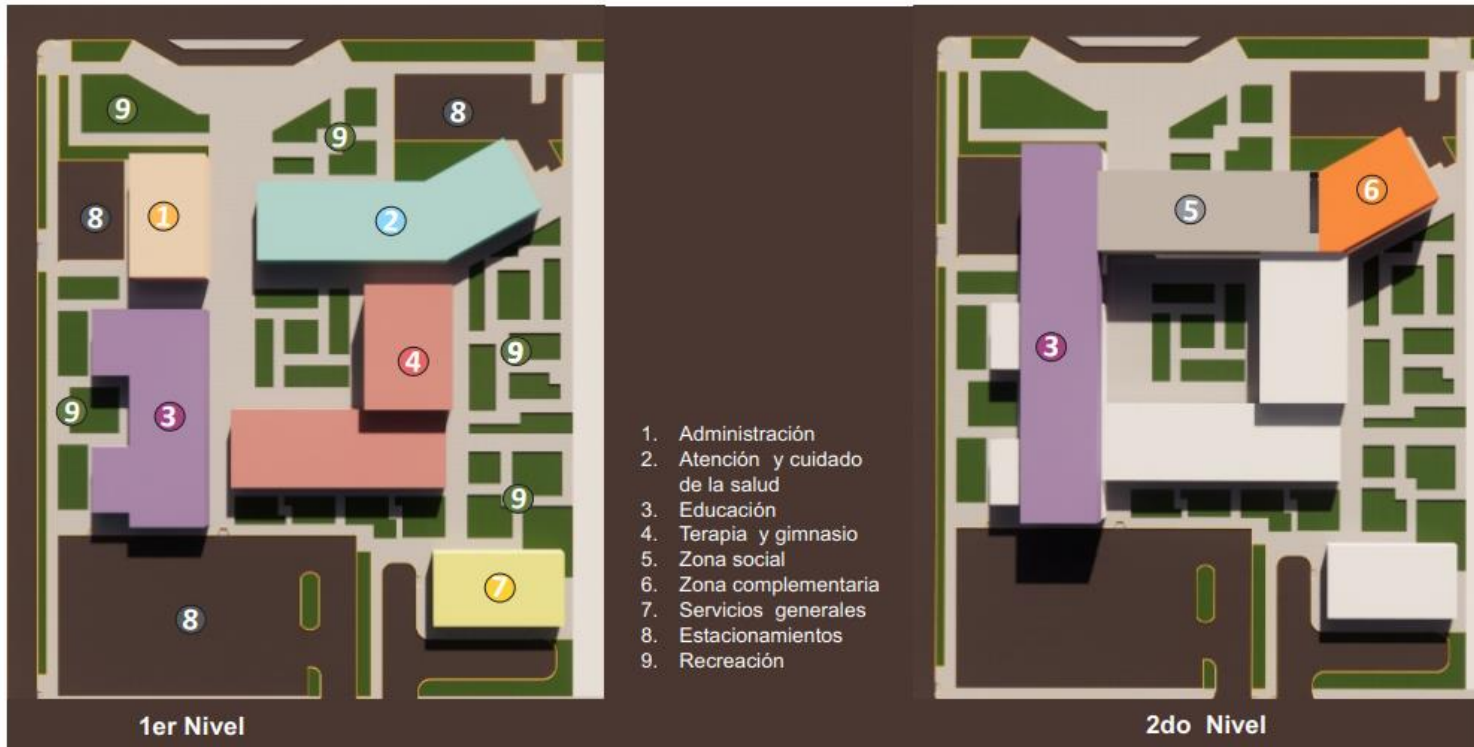 9
9
8
8
1
2
4
9
9
3
9
7
8
1. Administración
2. Atención y cuidado
de la salud
3. Educación
4. Terapia y gimnasio
5. Zona social
6. Zona complementaria
7. Servicios generales
8. Estacionamientos
9. Recreación
1er Nivel
5
6
3
2do Nivel